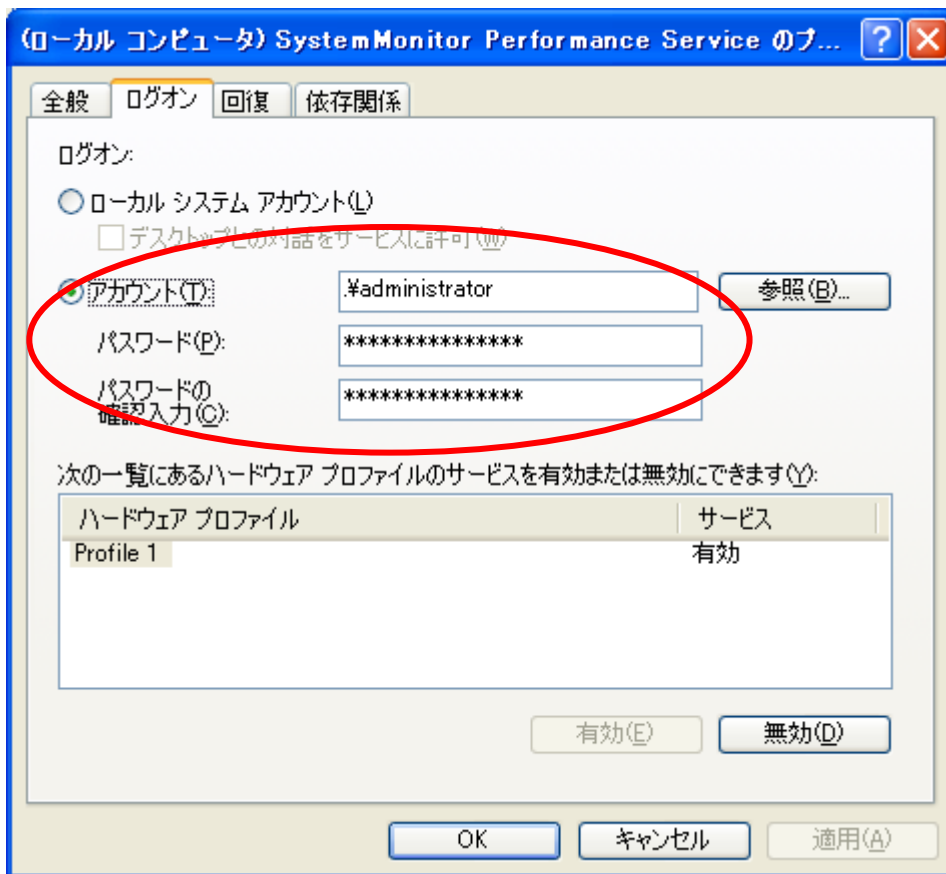 (ローカル コンピュータ) SystemMonitor Performance Service のプ...
全般 ログオン 回復 依存関係
ログオン:
ローカル システム アカウント(L)
デスクトップとの対話をサービスに許可(W)
アカウント(T): .¥administrator 参照(B)...
パスワード(P): ***************
パスワードの
確認入力(C): ***************
次の一覧にあるハードウェア プロファイルのサービスを有効または無効にできます(Y):
ハードウェア プロファイル サービス
Profile 1 有効
有効(E) 無効(D)
OK キャンセル 適用(A)